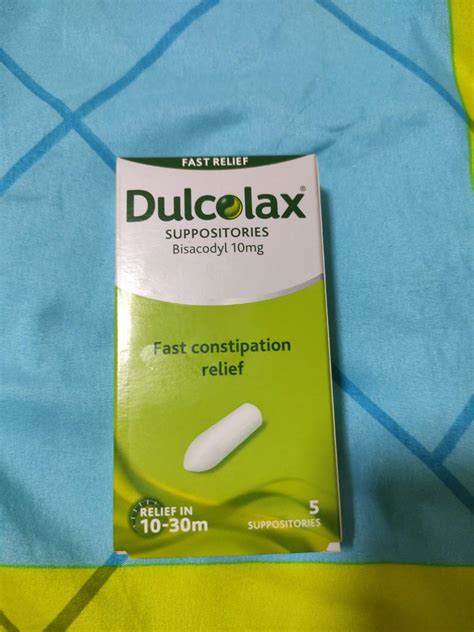 FAST RELIEF
Dulcolax®
SUPPOSITORIES
Bisacodyl 10mg
Fast constipation
relief
RELIEF IN
10-30m
5
SUPPOSITORIES